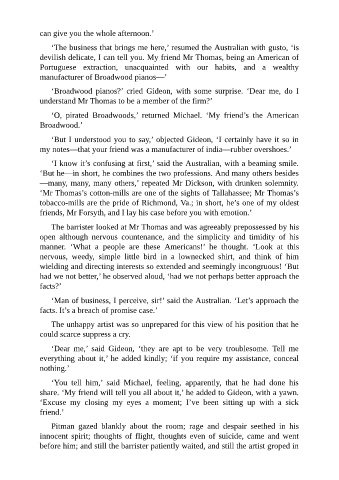 can give you the whole afternoon.’
‘The business that brings me here,’ resumed the Australian with gusto, ‘is
devilish delicate, I can tell you. My friend Mr Thomas, being an American of
Portuguese extraction, unacquainted with our habits, and a wealthy
manufacturer of Broadwood pianos—’
‘Broadwood pianos?’ cried Gideon, with some surprise. ‘Dear me, do I
understand Mr Thomas to be a member of the firm?’
‘O, pirated Broadwoods,’ returned Michael. ‘My friend’s the American
Broadwood.’
‘But I understood you to say,’ objected Gideon, ‘I certainly have it so in
my notes—that your friend was a manufacturer of india—rubber overshoes.’
‘I know it’s confusing at first,’ said the Australian, with a beaming smile.
‘But he—in short, he combines the two professions. And many others besides
—many, many, many others,’ repeated Mr Dickson, with drunken solemnity.
‘Mr Thomas’s cotton-mills are one of the sights of Tallahassee; Mr Thomas’s
tobacco-mills are the pride of Richmond, Va.; in short, he’s one of my oldest
friends, Mr Forsyth, and I lay his case before you with emotion.’
The barrister looked at Mr Thomas and was agreeably prepossessed by his
open although nervous countenance, and the simplicity and timidity of his
manner. ‘What a people are these Americans!’ he thought. ‘Look at this
nervous, weedy, simple little bird in a lownecked shirt, and think of him
wielding and directing interests so extended and seemingly incongruous! ‘But
had we not better,’ he observed aloud, ‘had we not perhaps better approach the
facts?’
‘Man of business, I perceive, sir!’ said the Australian. ‘Let’s approach the
facts. It’s a breach of promise case.’
The unhappy artist was so unprepared for this view of his position that he
could scarce suppress a cry.
‘Dear me,’ said Gideon, ‘they are apt to be very troublesome. Tell me
everything about it,’ he added kindly; ‘if you require my assistance, conceal
nothing.’
‘You tell him,’ said Michael, feeling, apparently, that he had done his
share. ‘My friend will tell you all about it,’ he added to Gideon, with a yawn.
‘Excuse my closing my eyes a moment; I’ve been sitting up with a sick
friend.’
Pitman gazed blankly about the room; rage and despair seethed in his
innocent spirit; thoughts of flight, thoughts even of suicide, came and went
before him; and still the barrister patiently waited, and still the artist groped in